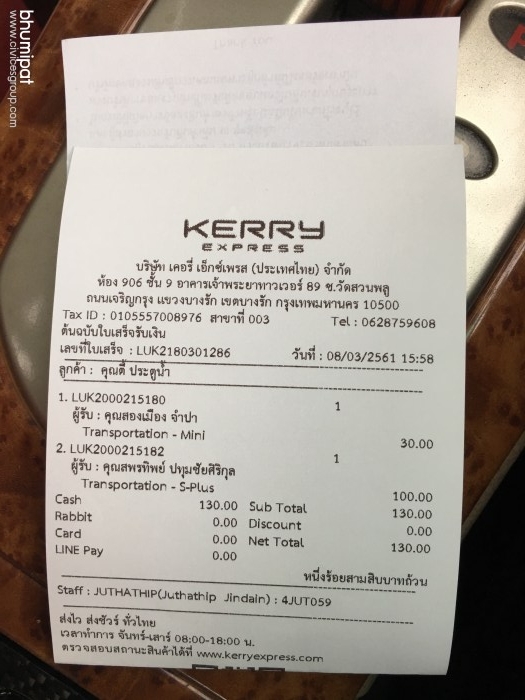 bhumipat
www.civicesgroup.com
KERRY
EXPRESS
บริษัท เคอรี่ เอ็กซ์เพรส (ประเทศไทย) จำกัด
ห้อง 906 ชั้น 9 อาคารเจ้าพระยาทาวเวอร์ 89 ซ.วัดสวนพลู
ถนนเจริญกรุง แขวงบางรัก เขตบางรัก กรุงเทพมหานคร 10500
Tax ID : 0105557008976 สาขาที่ 003 Tel : 0628759608
ต้นฉบับใบเสร็จรับเงิน
เลขที่ใบเสร็จ : LUK2180301286 วันที่ : 08/03/2561 15:58
ลูกค้า : คุณตี๋ ประตูน้ำ
1. LUK2000215180 1
ผู้รับ : คุณสองเมือง จำปา
Transportation - Mini 30.00
2. LUK2000215182 1
ผู้รับ : คุณสพรทิพย์ ปทุมชัยศิริกุล
Transportation - S-Plus 100.00
Cash 130.00 Sub Total 130.00
Rabbit 0.00 Discount 0.00
Card 0.00 Net Total 130.00
LINE Pay 0.00
หนึ่งร้อยสามสิบบาทถ้วน
Staff : JUTHATHIP(Juthathip Jindain) : 4JUT059
ส่งไว ส่งชัวร์ ทั่วไทย
เวลาทำการ จันทร์-เสาร์ 08:00-18:00 น.
ตรวจสอบสถานะสินค้าได้ที่ www.kerryexpress.com